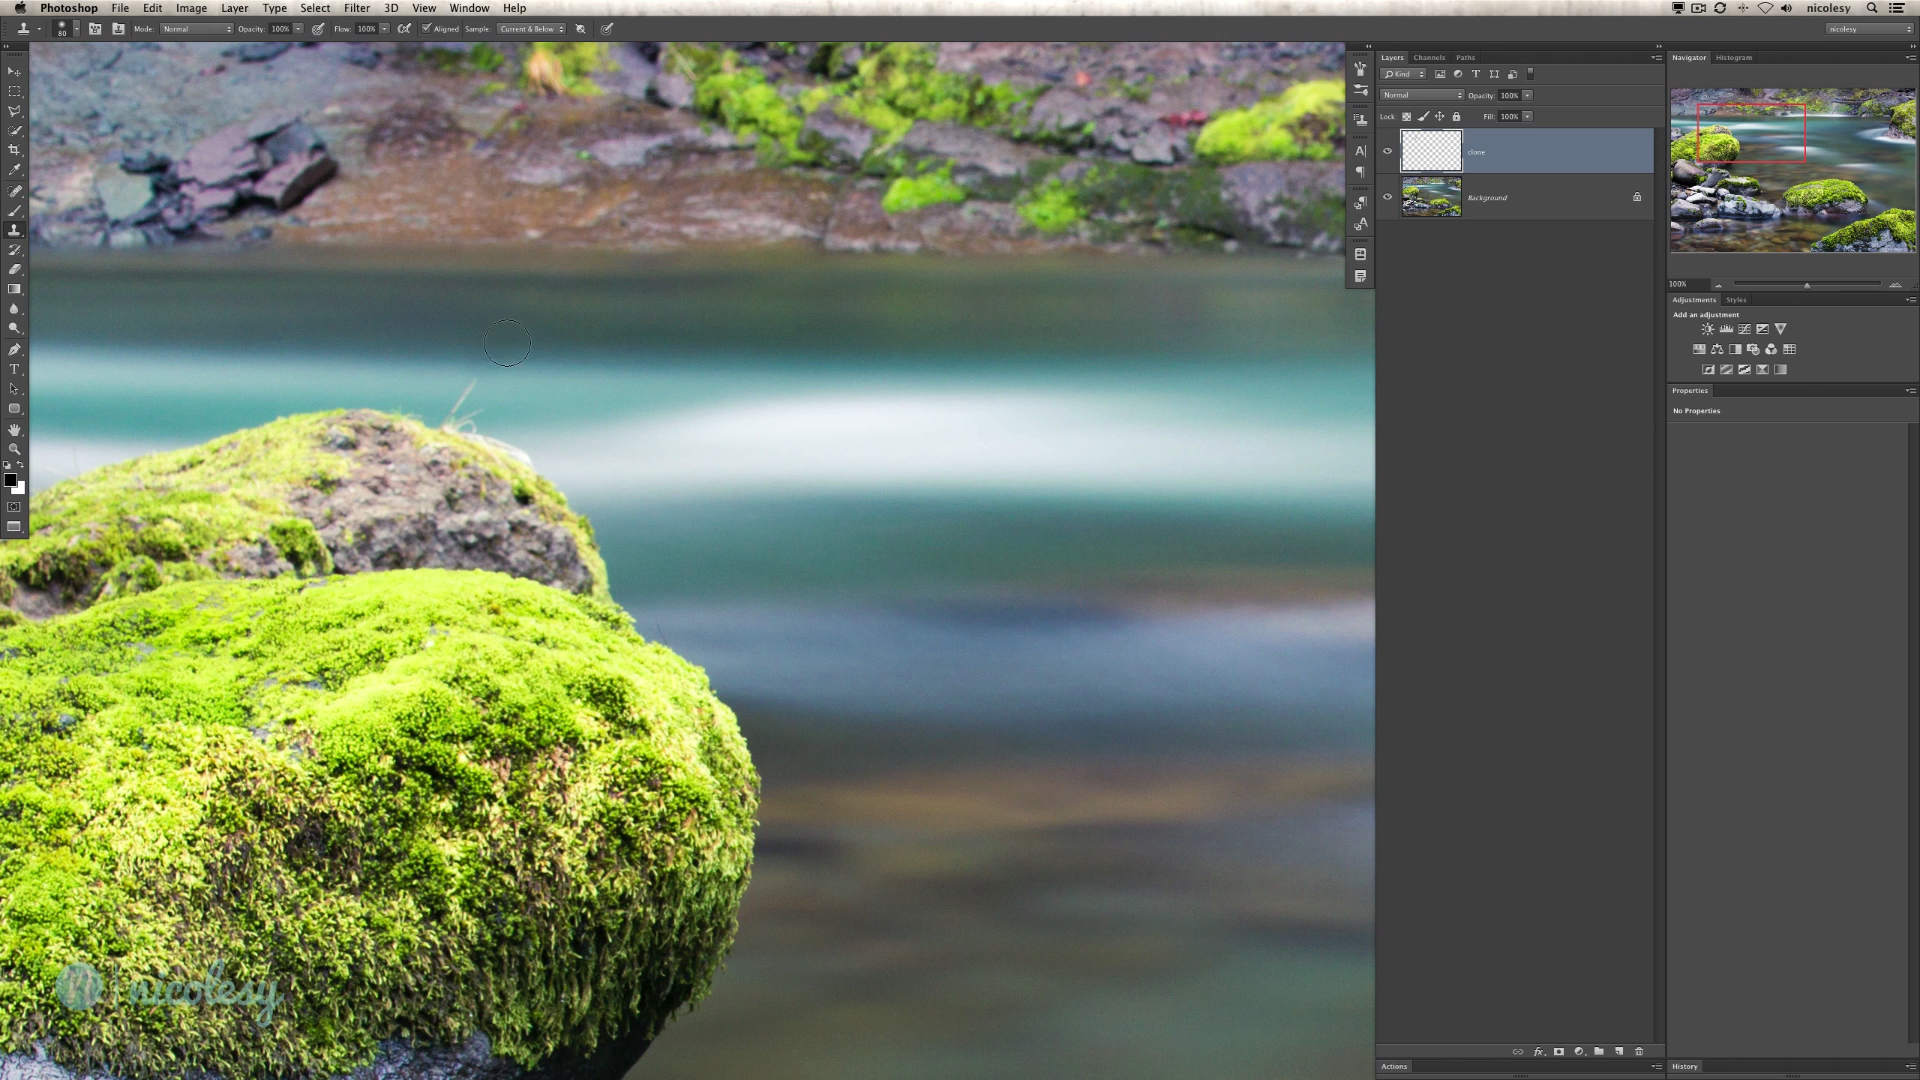 Photoshop File Edit Image Layer Type Select Filter 3D View Window Help nicolesy
80 Mode: Normal Opacity: 100% Flow: 100% Aligned Sample: Current & Below nicolesy
Layers Channels Paths
Kind
Normal Opacity: 100%
Lock: Fill: 100%
clone
Background
Navigator Histogram
100%
Adjustments Styles
Add an adjustment
Properties
No Properties
nicolesy
Actions
History